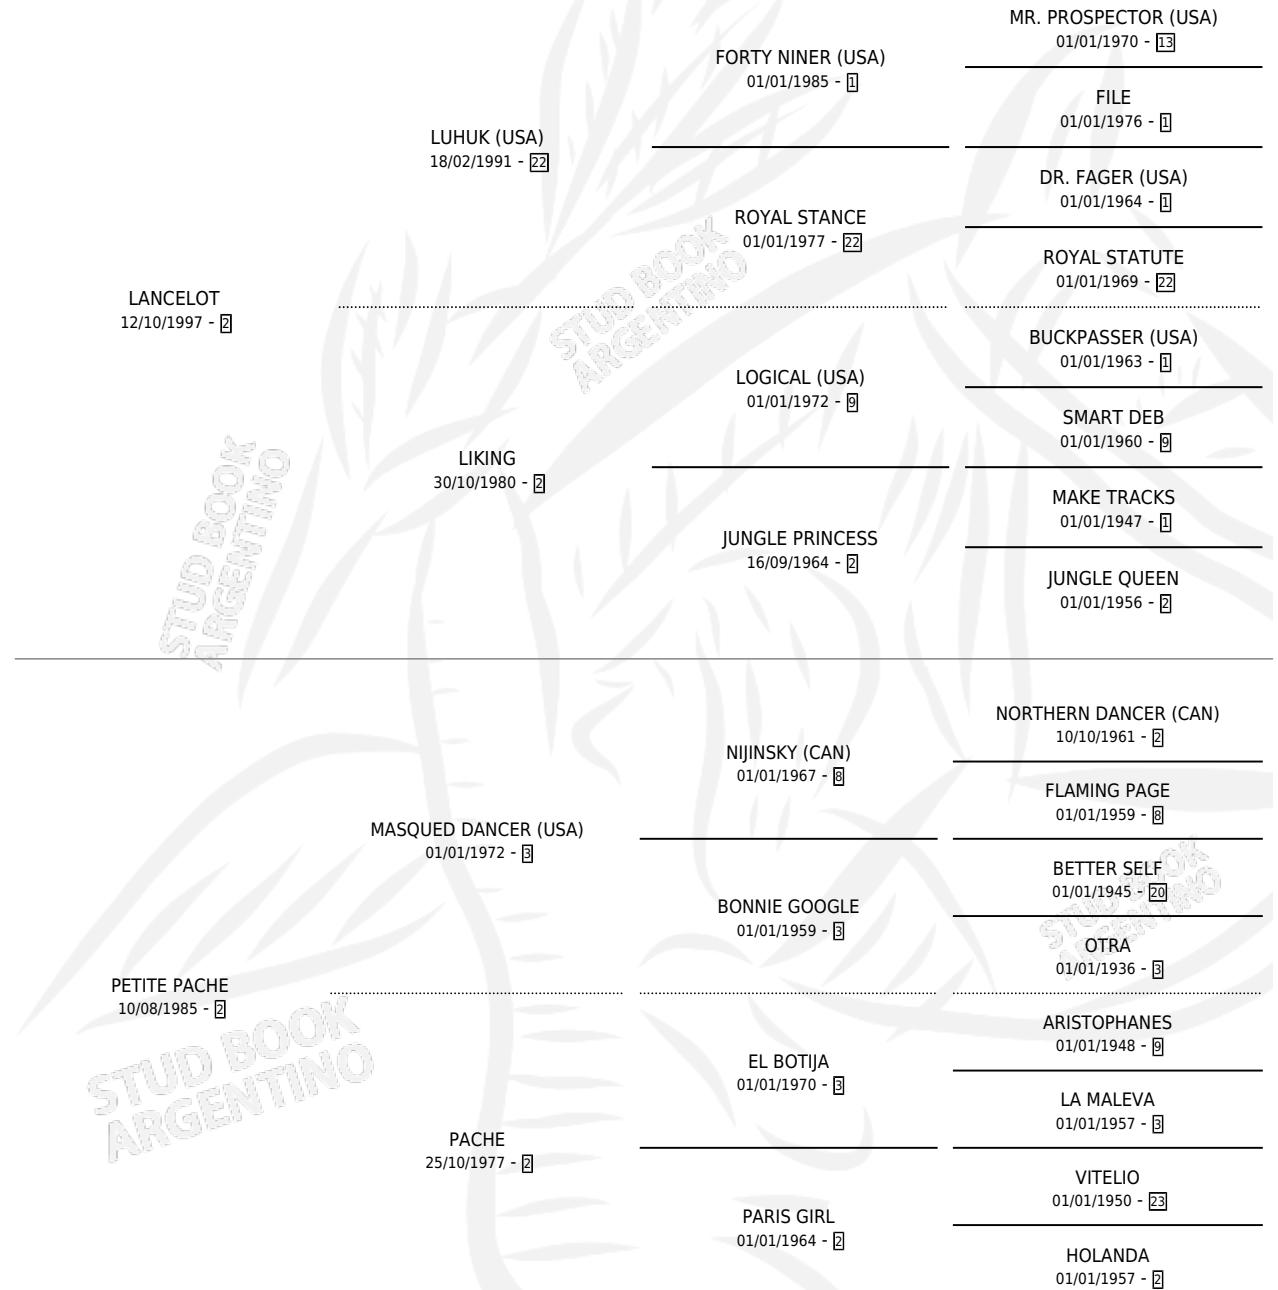 MR. PROSPECTOR (USA)
01/01/1970 - 13
FORTY NINER (USA)
01/01/1985 - 1
FILE
01/01/1976 - 1
LUHUK (USA)
18/02/1991 - 22
DR. FAGER (USA)
01/01/1964 - 1
ROYAL STANCE
01/01/1977 - 22
ROYAL STATUTE
01/01/1969 - 22
LANCELOT
12/10/1997 - 2
BUCKPASSER (USA)
01/01/1963 - 1
LOGICAL (USA)
01/01/1972 - 9
SMART DEB
01/01/1960 - 9
LIKING
30/10/1980 - 2
MAKE TRACKS
01/01/1947 - 1
JUNGLE PRINCESS
16/09/1964 - 2
JUNGLE QUEEN
01/01/1956 - 2
NORTHERN DANCER (CAN)
10/10/1961 - 2
NIJINSKY (CAN)
01/01/1967 - 8
FLAMING PAGE
01/01/1959 - 8
MASQUED DANCER (USA)
01/01/1972 - 3
BETTER SELF
01/01/1945 - 20
BONNIE GOOGLE
01/01/1959 - 3
OTRA
01/01/1936 - 3
PETITE PACHE
10/08/1985 - 2
ARISTOPHANES
01/01/1948 - 9
EL BOTIJA
01/01/1970 - 3
LA MALEVA
01/01/1957 - 3
PACHE
25/10/1977 - 2
VITELIO
01/01/1950 - 23
PARIS GIRL
01/01/1964 - 2
HOLANDA
01/01/1957 - 2
STUD BOOK
ARGENTINO
STUD BOOK
ARGENTINO
STUD BOOK
ARGENTINO
STUD BOOK
ARGENTINO